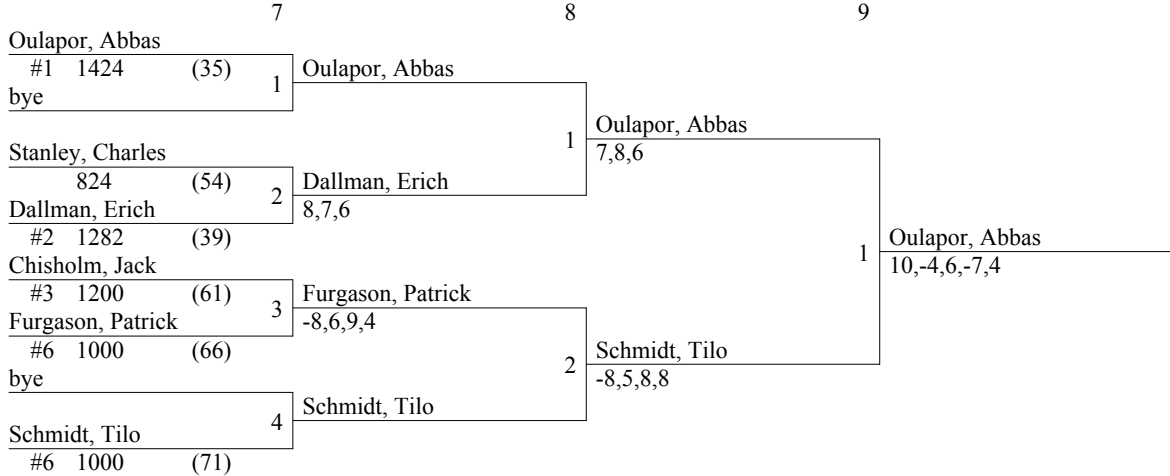 7 8 9
Oulapor, Abbas
#1 1424 (35)
bye
1
Oulapor, Abbas
Stanley, Charles
824 (54)
Dallman, Erich
#2 1282 (39)
2
Dallman, Erich
8,7,6
Chisholm, Jack
#3 1200 (61)
Furgason, Patrick
#6 1000 (66)
3
Furgason, Patrick
-8,6,9,4
bye
Schmidt, Tilo
#6 1000 (71)
4
Schmidt, Tilo
1
Oulapor, Abbas
7,8,6
2
Schmidt, Tilo
-8,5,8,8
1
Oulapor, Abbas
10,-4,6,-7,4